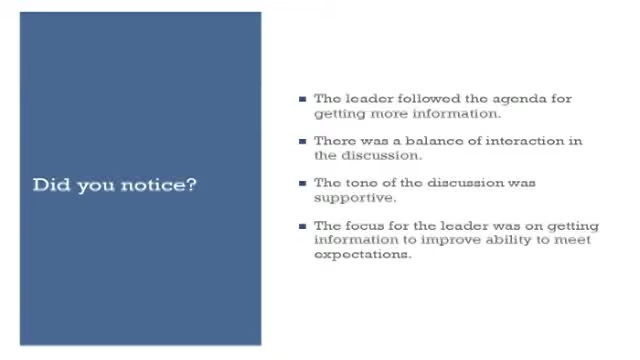 Did you notice?
The leader followed the agenda for
getting more information.
There was a balance of interaction in
the discussion.
The tone of the discussion was
supportive.
The focus for the leader was on getting
information to improve ability to meet
expectations.